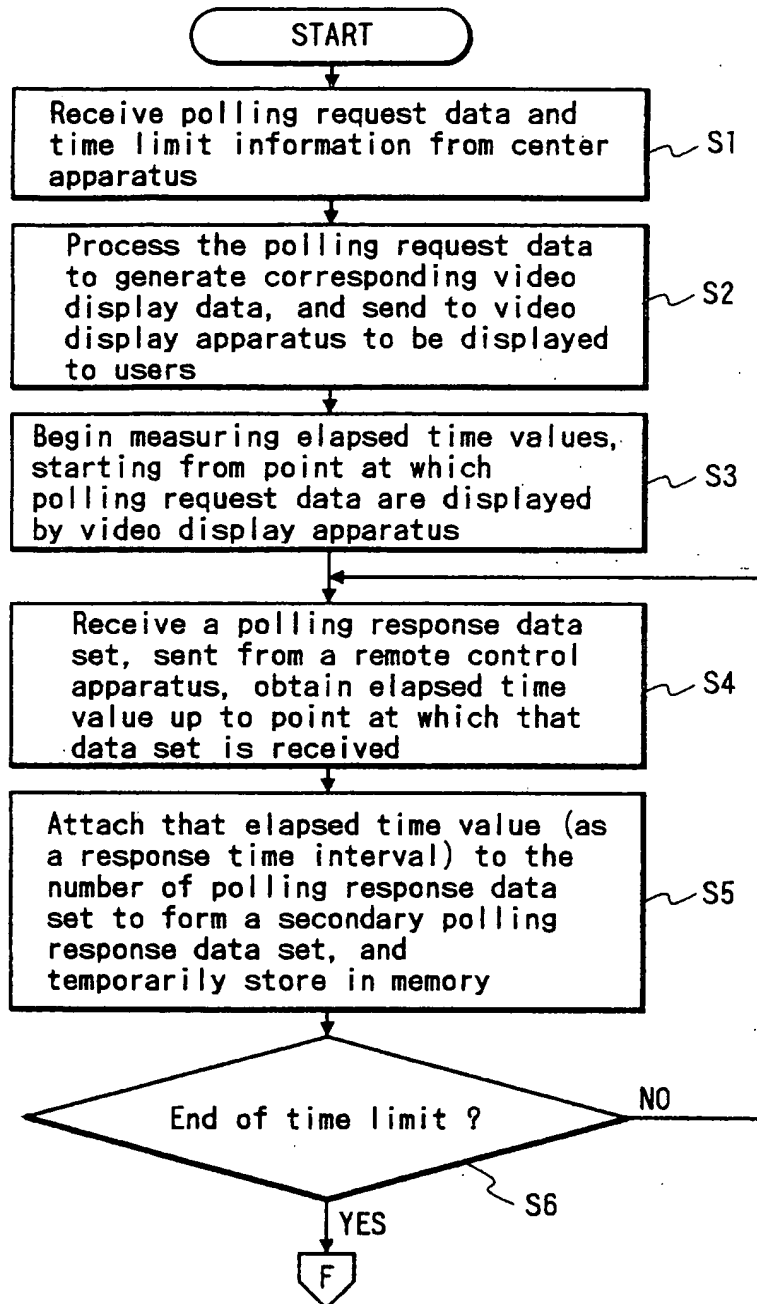 START
Receive polling request data and
time limit information from center
apparatus
S1
Process the polling request data
to generate corresponding video
display data, and send to video
display apparatus to be displayed
to users
S2
Begin measuring elapsed time values,
starting from point at which
polling request data are displayed
by video display apparatus
S3
Receive a polling response data
set, sent from a remote control
apparatus, obtain elapsed time
value up to point at which that
data set is received
S4
Attach that elapsed time value (as
a response time interval) to the
number of polling response data
set to form a secondary polling
response data set, and
temporarily store in memory
S5
End of time limit ?
NO
S6
YES
F